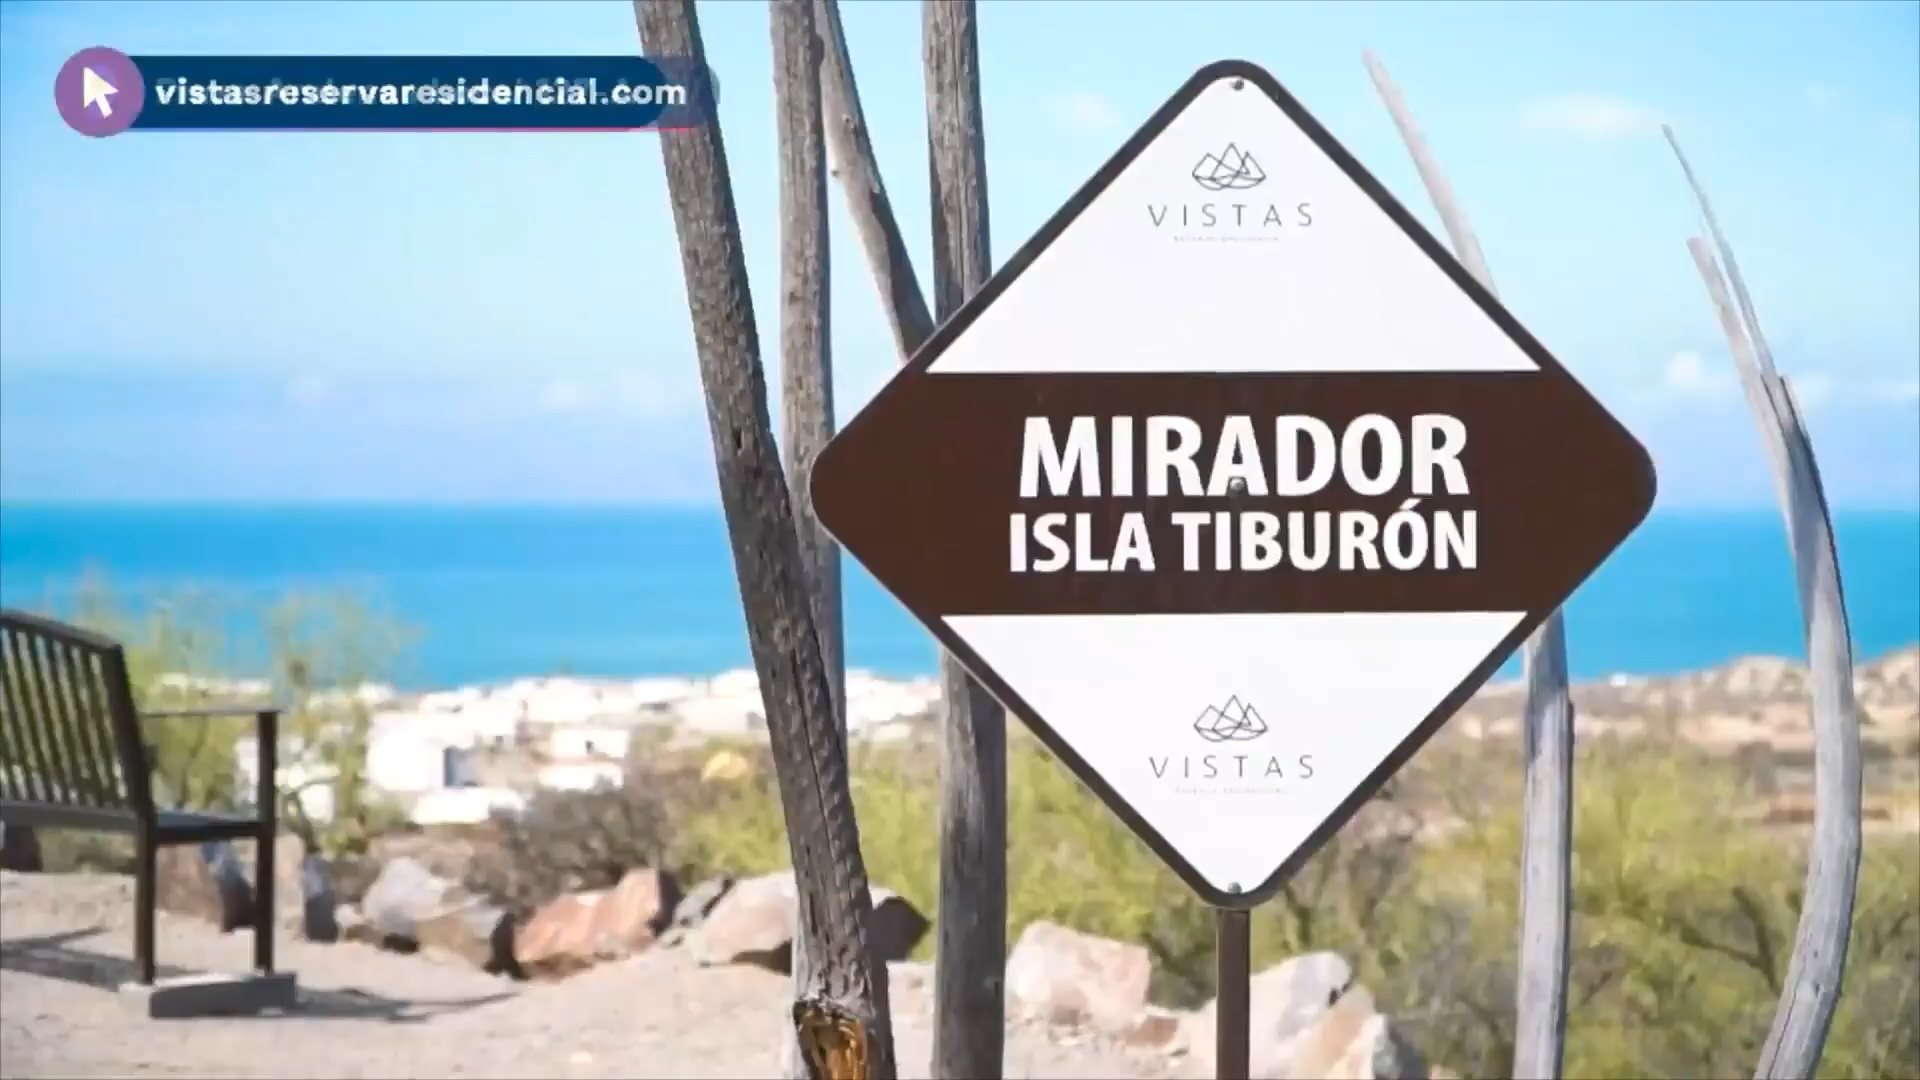 vistasreservaresidencial.com
VISTAS
MIRADOR
ISLA TIBURÓN
VISTAS